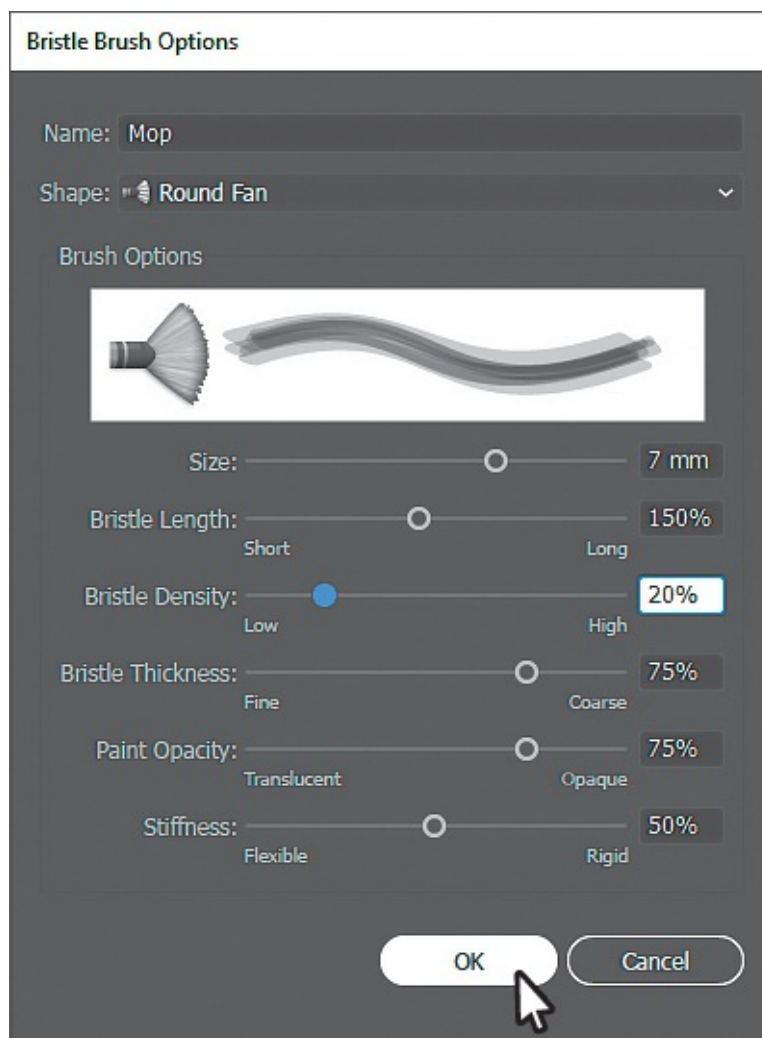 Bristle Brush Options
Name: Mop
Shape: Round Fan
Brush Options
Size: 7 mm
Bristle Length: 150%
Short Long
Bristle Density: 20%
Low High
Bristle Thickness: 75%
Fine Coarse
Paint Opacity: 75%
Translucent Opaque
Stiffness: 50%
Flexible Rigid
OK Cancel